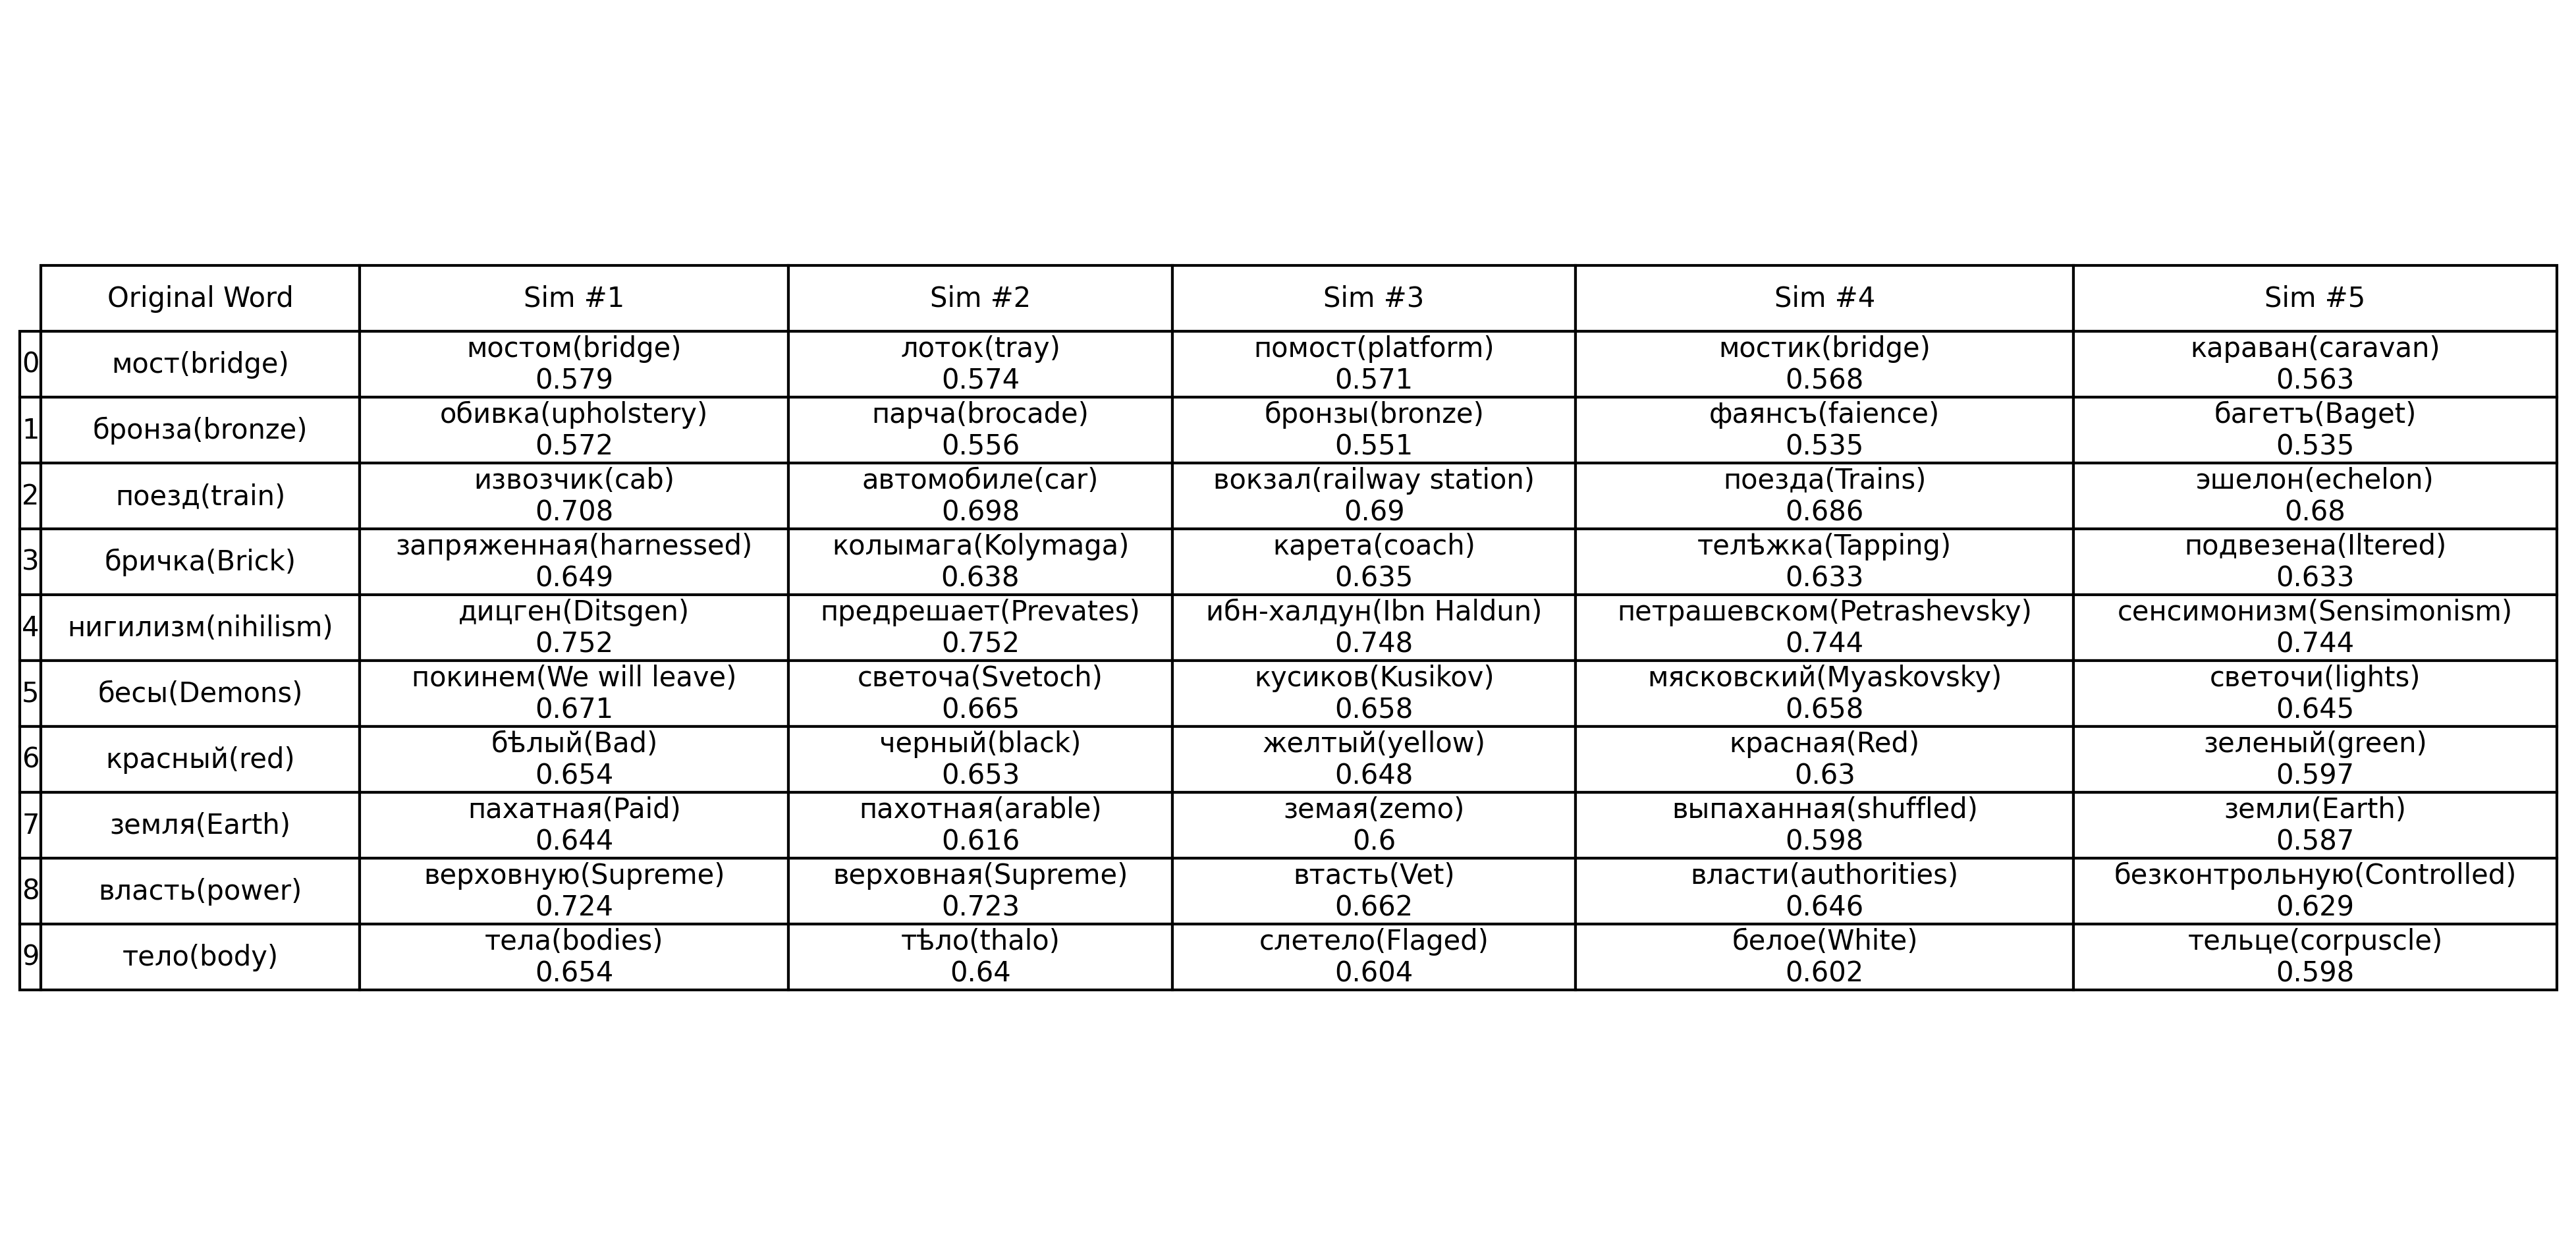 Original Word Sim #1 Sim #2 Sim #3 Sim #4 Sim #5
0 мост(bridge) мостом(bridge) лоток(tray) помост(platform) мостик(bridge) караван(caravan)
0.579 0.574 0.571 0.568 0.563
1 бронза(bronze) обивка(upholstery) парча(brocade) бронзы(bronze) фаянсъ(faience) багетъ(Baget)
0.572 0.556 0.551 0.535 0.535
2 поезд(train) извозчик(cab) автомобиле(car) вокзал(railway station) поезда(Trains) эшелон(echelon)
0.708 0.698 0.69 0.686 0.68
3 бричка(Brick) запряженная(harnessed) колымага(Kolymaga) карета(coach) телѣжка(Tapping) подвезена(Iltered)
0.649 0.638 0.635 0.633 0.633
4 нигилизм(nihilism) дицген(Ditsgen) предрешает(Prevates) ибн-халдун(Ibn Haldun) петрашевском(Petrashevsky) сенсимонизм(Sensimonism)
0.752 0.752 0.748 0.744 0.744
5 бесы(Demons) покинем(We will leave) светоча(Svetoch) кусиков(Kusikov) мясковский(Myaskovsky) светочи(lights)
0.671 0.665 0.658 0.658 0.645
6 красный(red) бѣлый(Bad) черный(black) желтый(yellow) красная(Red) зеленый(green)
0.654 0.653 0.648 0.63 0.597
7 земля(Earth) пахатная(Paid) пахотная(arable) земая(zemo) выпаханная(shuffled) земли(Earth)
0.644 0.616 0.6 0.598 0.587
8 власть(power) верховную(Supreme) верховная(Supreme) втасть(Vet) власти(authorities) безконтрольную(Controlled)
0.724 0.723 0.662 0.646 0.629
9 тело(body) тела(bodies) тѣло(thalo) слетело(Flaged) белое(White) тельце(corpuscle)
0.654 0.64 0.604 0.602 0.598